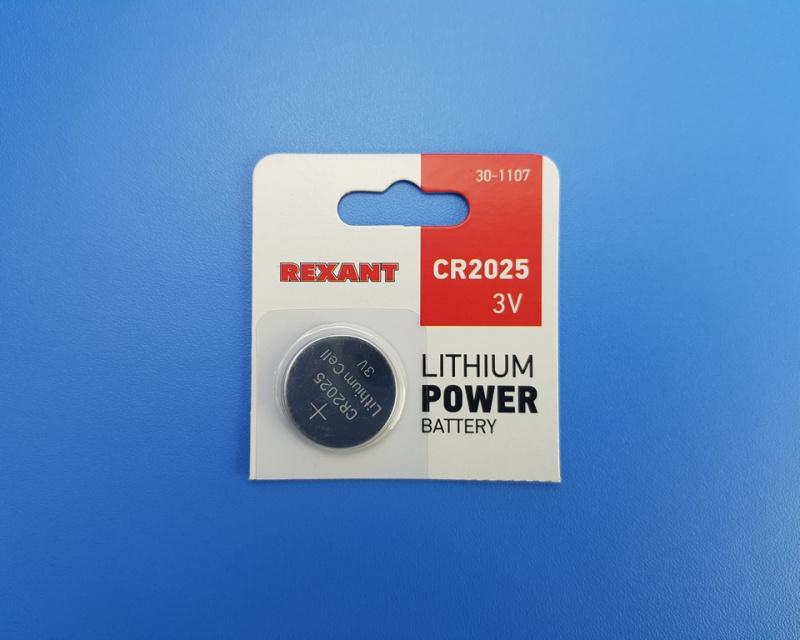 30-1107
REXANT
CR2025
3V
LITHIUM
POWER
BATTERY
3V
Lithium Cell
CR2025
+